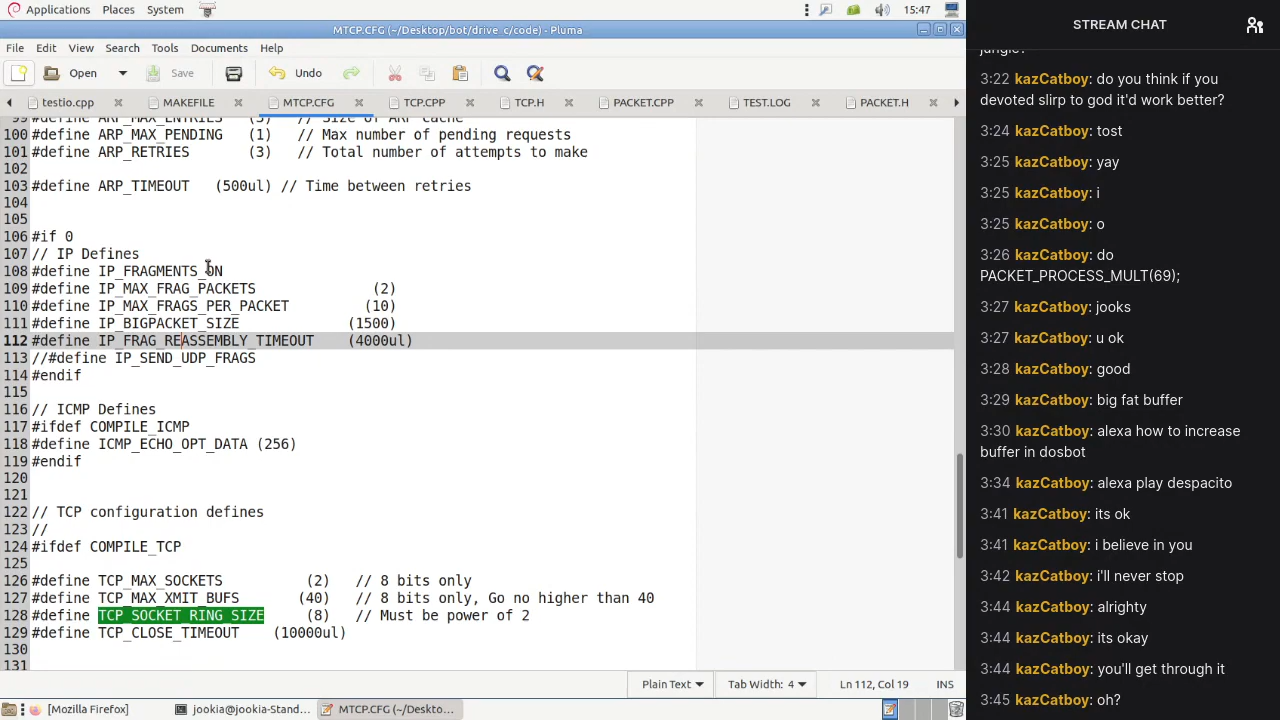 Applications Places System 15:47
MTCP.CFG (~/Desktop/bot/drive_c/code) - Pluma
File Edit View Search Tools Documents Help
Open Save Undo
testio.cpp MAKEFILE MTCP.CFG TCP.CPP TCP.H PACKET.CPP TEST.LOG PACKET.H
99 #define ARP_MAX_ENTRIES (5) // Size of ARP cache
100 #define ARP_MAX_PENDING (1) // Max number of pending requests
101 #define ARP_RETRIES (3) // Total number of attempts to make
102
103 #define ARP_TIMEOUT (500ul) // Time between retries
104
105
106 #if 0
107 // IP Defines
108 #define IP_FRAGMENTS_ON
109 #define IP_MAX_FRAG_PACKETS (2)
110 #define IP_MAX_FRAGS_PER_PACKET (10)
111 #define IP_BIGPACKET_SIZE (1500)
112 #define IP_FRAG_REASSEMBLY_TIMEOUT (4000ul)
113 //#define IP_SEND_UDP_FRAGS
114 #endif
115
116 // ICMP Defines
117 #ifdef COMPILE_ICMP
118 #define ICMP_ECHO_OPT_DATA (256)
119 #endif
120
121
122 // TCP configuration defines
123 //
124 #ifdef COMPILE_TCP
125
126 #define TCP_MAX_SOCKETS (2) // 8 bits only
127 #define TCP_MAX_XMIT_BUFS (40) // 8 bits only, Go no higher than 40
128 #define TCP_SOCKET_RING_SIZE (8) // Must be power of 2
129 #define TCP_CLOSE_TIMEOUT (10000ul)
130
131
Plain Text Tab Width: 4 Ln 112, Col 19 INS
[Mozilla Firefox] jookia@jookia-Stand... MTCP.CFG (~/Deskto...
STREAM CHAT
jungle?
3:22 kazCatboy: do you think if you
devoted slirp to god it'd work better?
3:24 kazCatboy: tost
3:25 kazCatboy: yay
3:25 kazCatboy: i
3:25 kazCatboy: o
3:26 kazCatboy: do
PACKET_PROCESS_MULT(69);
3:27 kazCatboy: jooks
3:27 kazCatboy: u ok
3:28 kazCatboy: good
3:29 kazCatboy: big fat buffer
3:30 kazCatboy: alexa how to increase
buffer in dosbot
3:34 kazCatboy: alexa play despacito
3:41 kazCatboy: its ok
3:41 kazCatboy: i believe in you
3:42 kazCatboy: i'll never stop
3:44 kazCatboy: alrighty
3:44 kazCatboy: its okay
3:44 kazCatboy: you'll get through it
3:45 kazCatboy: oh?